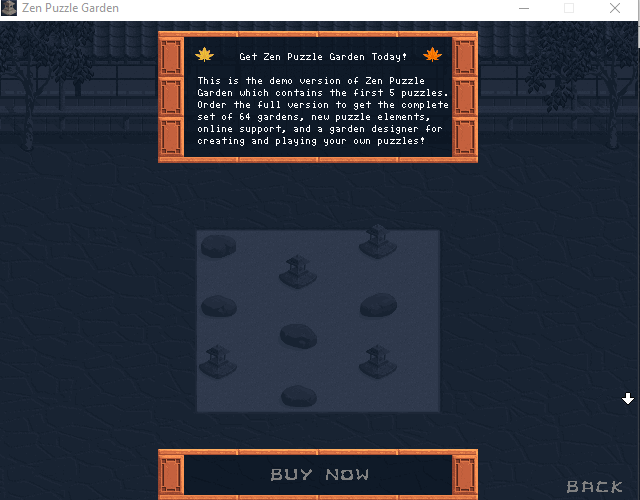 Zen Puzzle Garden
Get Zen Puzzle Garden Today!
This is the demo version of Zen Puzzle
Garden which contains the first 5 puzzles.
Order the full version to get the complete
set of 64 gardens, new puzzle elements,
online support, and a garden designer for
creating and playing your own puzzles!
BUY NOW
BACK